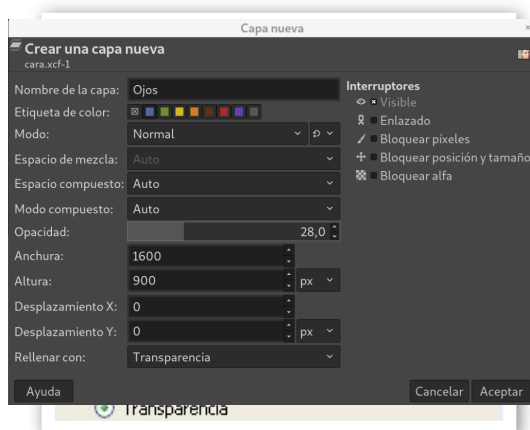 Capa nueva
Crear una capa nueva
cara.xcf-1
Nombre de la capa: Ojos
Etiqueta de color:
Modo: Normal
Espacio de mezcla: Auto
Espacio compuesto: Auto
Modo compuesto: Auto
Opacidad: 28,0
Anchura: 1600
Altura: 900 px
Desplazamiento X: 0
Desplazamiento Y: 0 px
Rellenar con: Transparencia
Interruptores
Visible
Enlazado
Bloquear píxeles
Bloquear posición y tamaño
Bloquear alfa
Ayuda Cancelar Aceptar
Transparencia